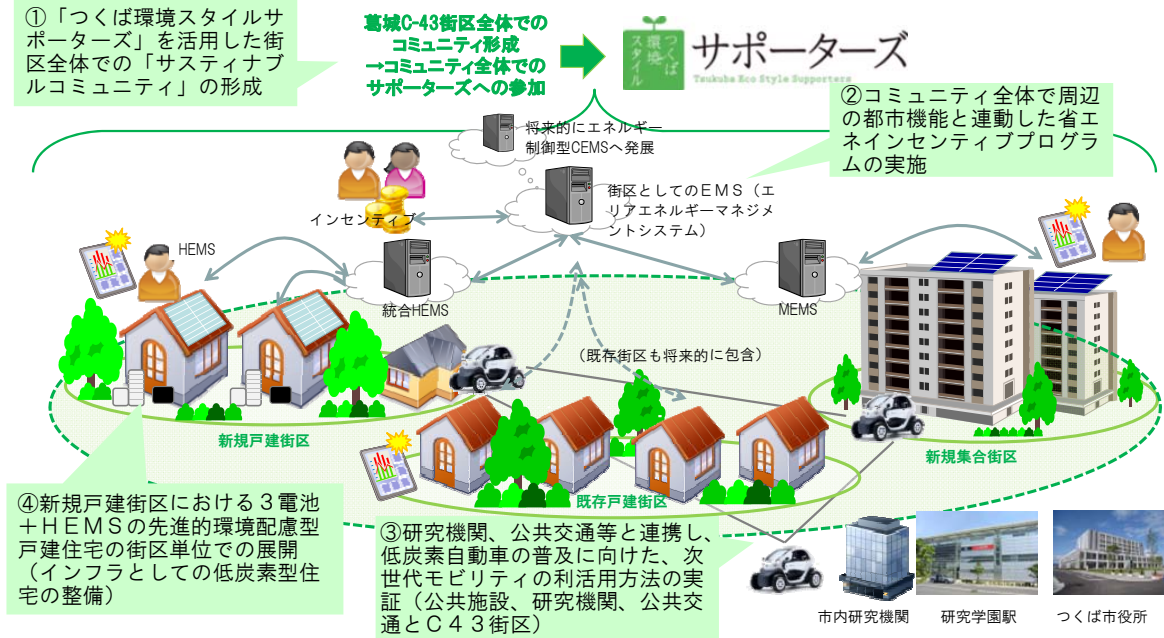 ①「つくば環境スタイルサ
ポーターズ」を活用した街
区全体での「サスティナブ
ルコミュニティ」の形成
葛城C-43街区全体での
コミュニティ形成
→コミュニティ全体での
サポーターズへの参加
つくば
環境
スタイル
サポーターズ
Tsukuba Eco Style Supporters
②コミュニティ全体で周辺
の都市機能と連動した省エ
ネインセンティブプログラ
ムの実施
将来的にエネルギー
制御型CEMSへ発展
街区としてのＥＭＳ（エ
リアエネルギーマネジメ
ントシステム）
インセンティブ
HEMS
統合HEMS
MEMS
（既存街区も将来的に包含）
新規戸建街区
既存戸建街区
新規集合街区
④新規戸建街区における３電池
＋ＨＥＭＳの先進的環境配慮型
戸建住宅の街区単位での展開
（インフラとしての低炭素型住
宅の整備）
③研究機関、公共交通等と連携し、
低炭素自動車の普及に向けた、次
世代モビリティの利活用方法の実
証（公共施設、研究機関、公共交
通とＣ４３街区）
市内研究機関
研究学園駅
つくば市役所